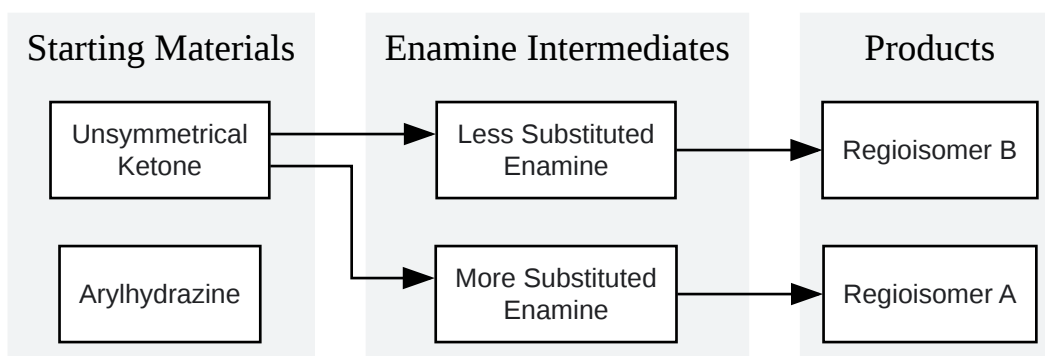 Starting Materials
Enamine Intermediates
Products
Unsymmetrical
Ketone
Less Substituted
Enamine
Regioisomer B
Arylhydrazine
More Substituted
Enamine
Regioisomer A